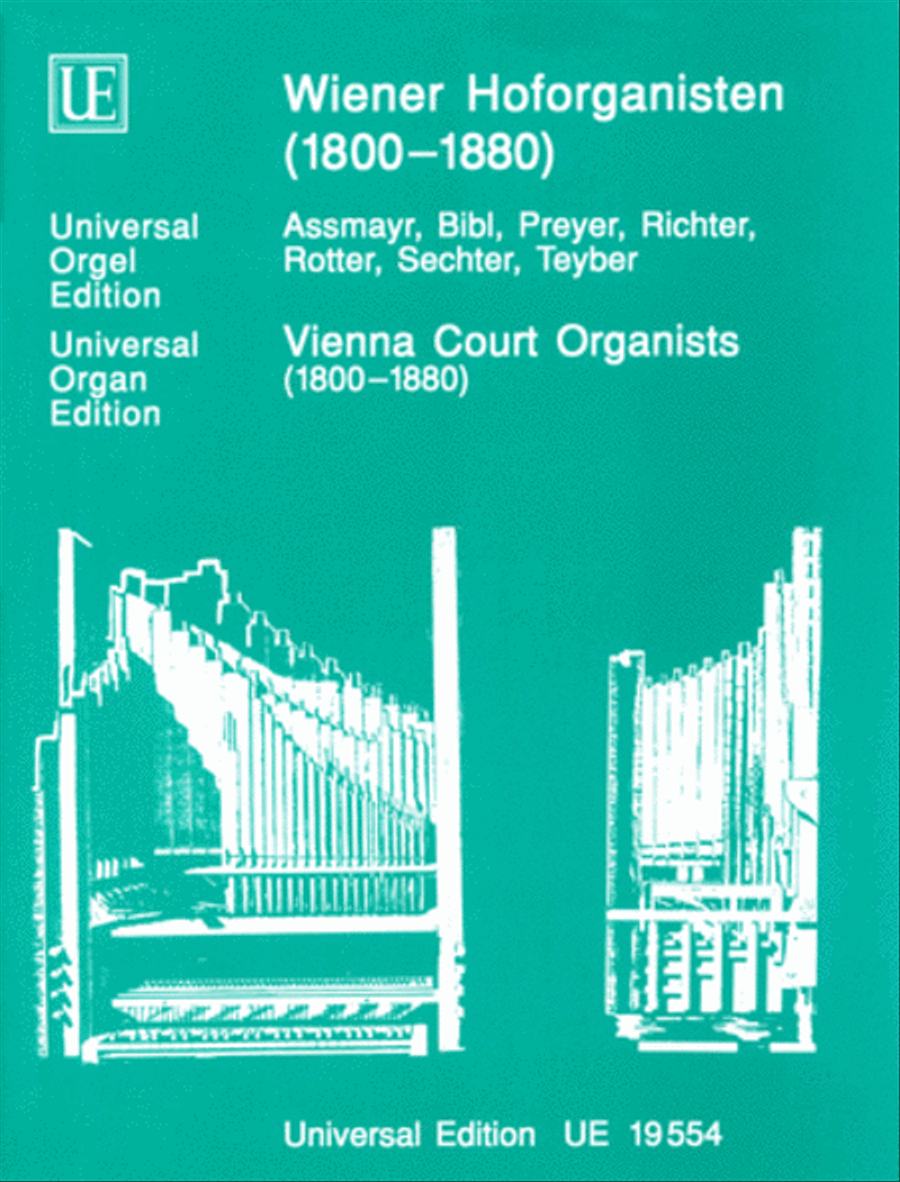 UE
Wiener Hoforganisten
(1800–1880)
Universal
Orgel
Edition
Assmayr, Bibl, Preyer, Richter,
Rotter, Sechter, Teyber
Universal
Organ
Edition
Vienna Court Organists
(1800–1880)
Universal Edition UE 19554